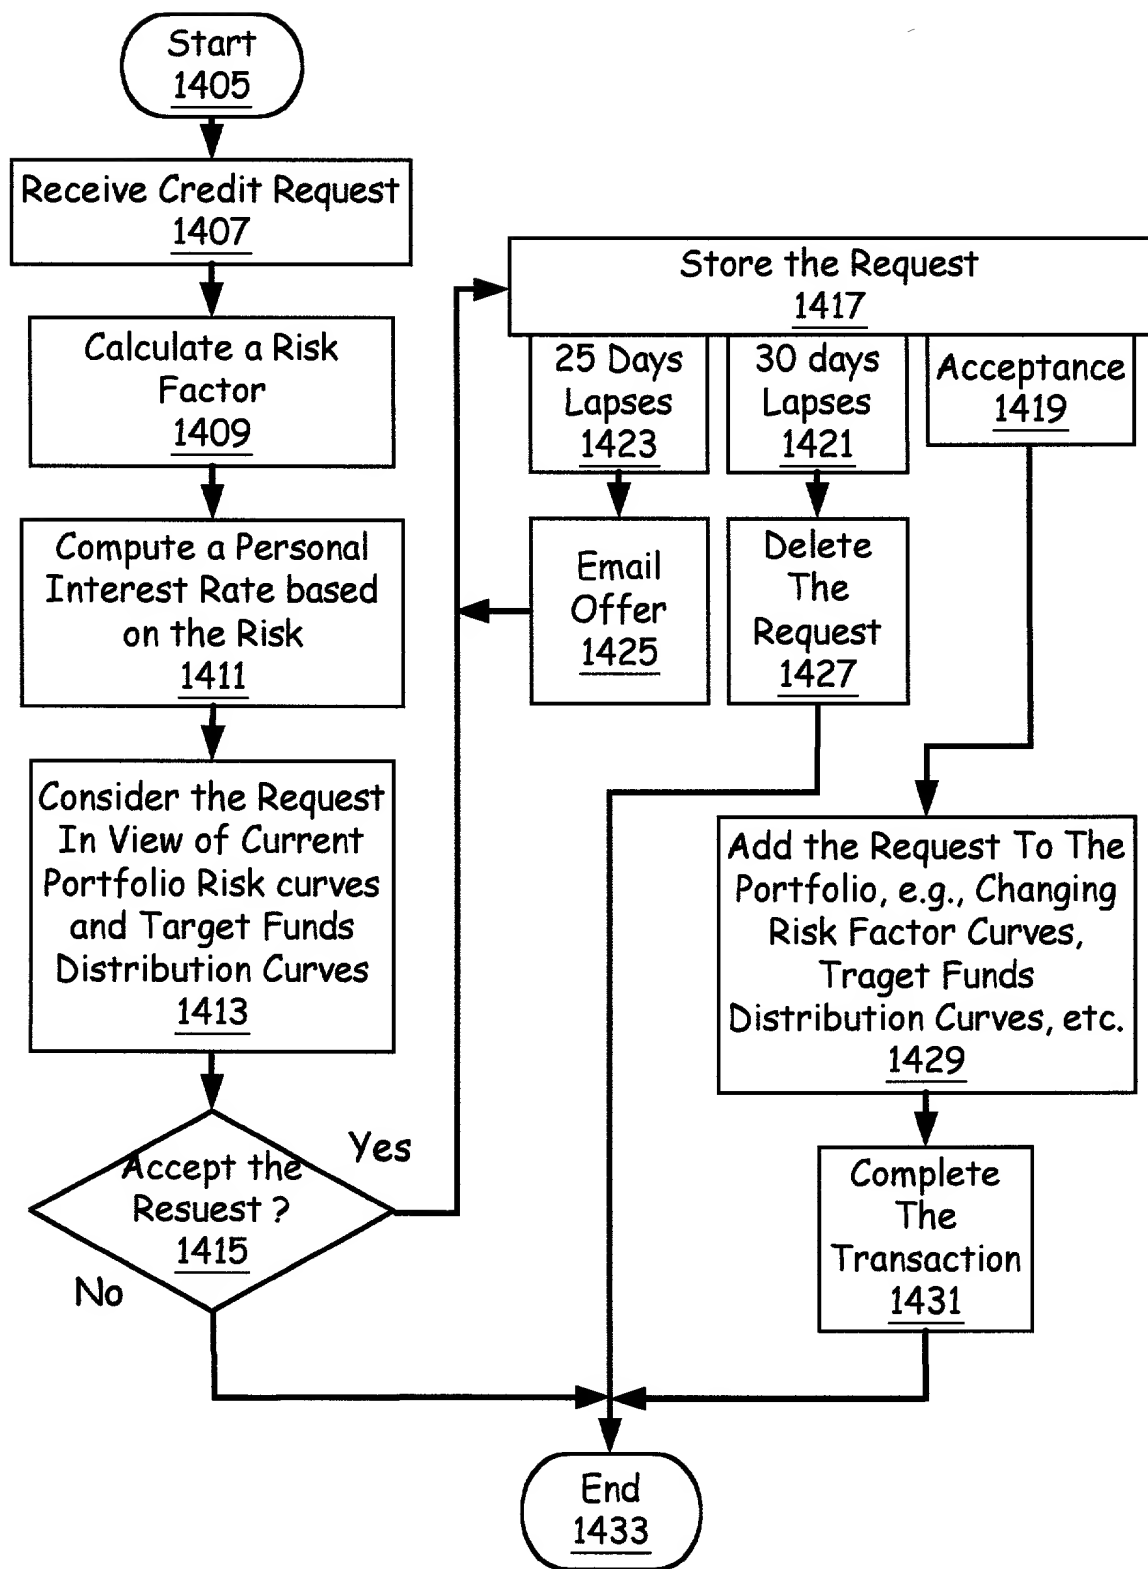 Start
1405
Receive Credit Request
1407
Calculate a Risk
Factor
1409
Compute a Personal
Interest Rate based
on the Risk
1411
Consider the Request
In View of Current
Portfolio Risk curves
and Target Funds
Distribution Curves
1413
Accept the
Resuest ?
1415
Yes
No
Store the Request
1417
25 Days
Lapses
1423
30 days
Lapses
1421
Acceptance
1419
Email
Offer
1425
Delete
The
Request
1427
Add the Request To The
Portfolio, e.g., Changing
Risk Factor Curves,
Traget Funds
Distribution Curves, etc.
1429
Complete
The
Transaction
1431
End
1433